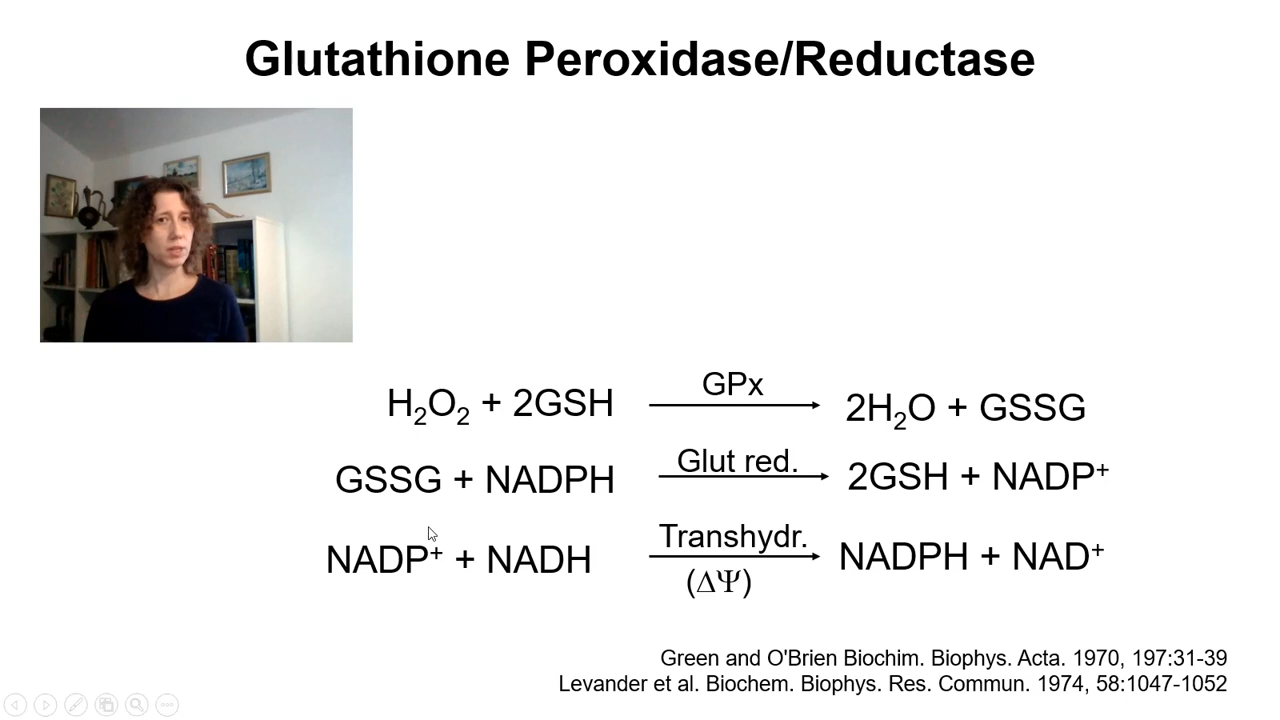 Glutathione Peroxidase/Reductase
H₂O₂ + 2GSH GPx 2H₂O + GSSG
GSSG + NADPH Glut red. 2GSH + NADP⁺
NADP⁺ + NADH Transhydr. NADPH + NAD⁺
(ΔΨ)
Green and O'Brien Biochim. Biophys. Acta. 1970, 197:31-39
Levander et al. Biochem. Biophys. Res. Commun. 1974, 58:1047-1052